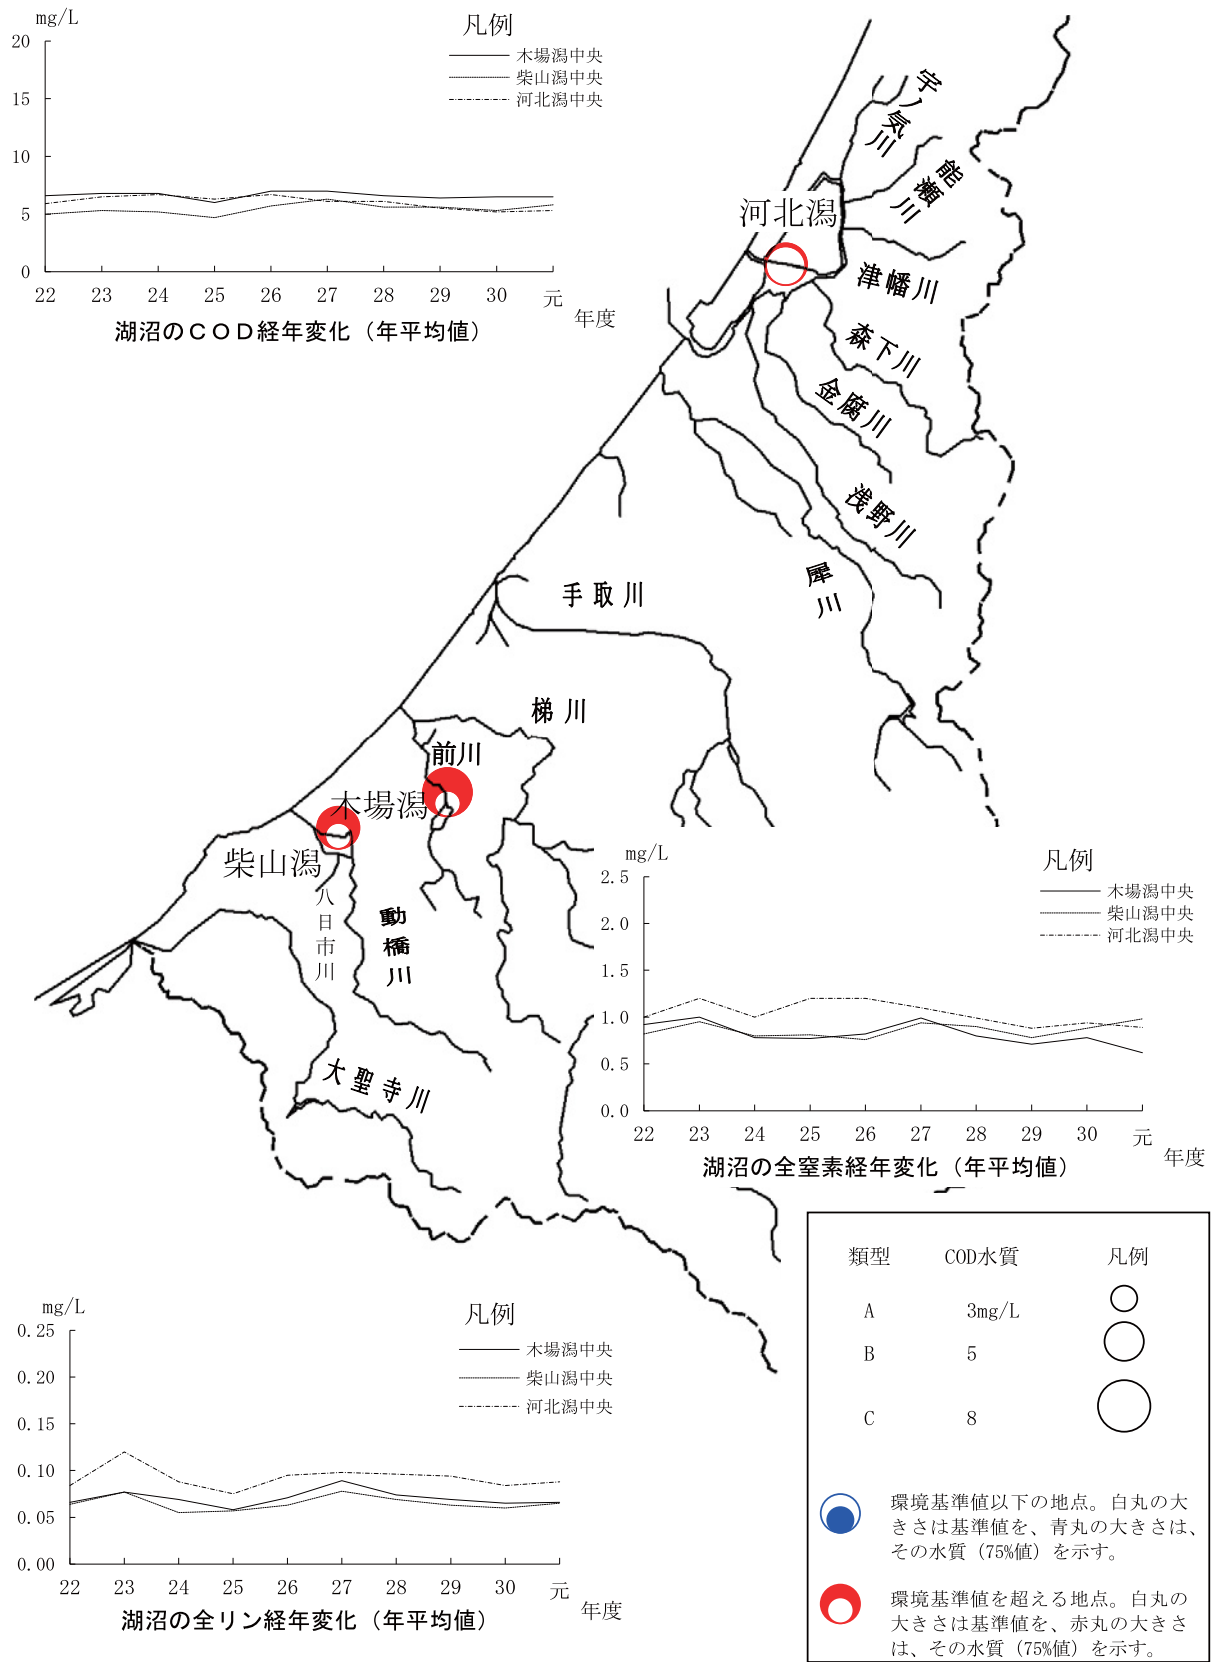 mg/L
20
15
10
5
0
22 23 24 25 26 27 28 29 30 元
年度
湖沼のＣＯＤ経年変化（年平均値）
凡例
木場潟中央
柴山潟中央
河北潟中央
宇ノ気川
能瀬川
河北潟
津幡川
森下川
金腐川
浅野川
犀川
手取川
梯川
前川
木場潟
柴山潟
八日市川
動橋川
大聖寺川
mg/L
2.5
2.0
1.5
1.0
0.5
0.0
22 23 24 25 26 27 28 29 30 元
年度
湖沼の全窒素経年変化（年平均値）
凡例
木場潟中央
柴山潟中央
河北潟中央
mg/L
0.25
0.20
0.15
0.10
0.05
0.00
22 23 24 25 26 27 28 29 30 元
年度
湖沼の全リン経年変化（年平均値）
凡例
木場潟中央
柴山潟中央
河北潟中央
類型 COD水質 凡例
A 3mg/L
B 5
C 8
環境基準値以下の地点。白丸の大
きさは基準値を、青丸の大きさは、
その水質（75%値）を示す。
環境基準値を超える地点。白丸の
大きさは基準値を、赤丸の大きさ
は、その水質（75%値）を示す。